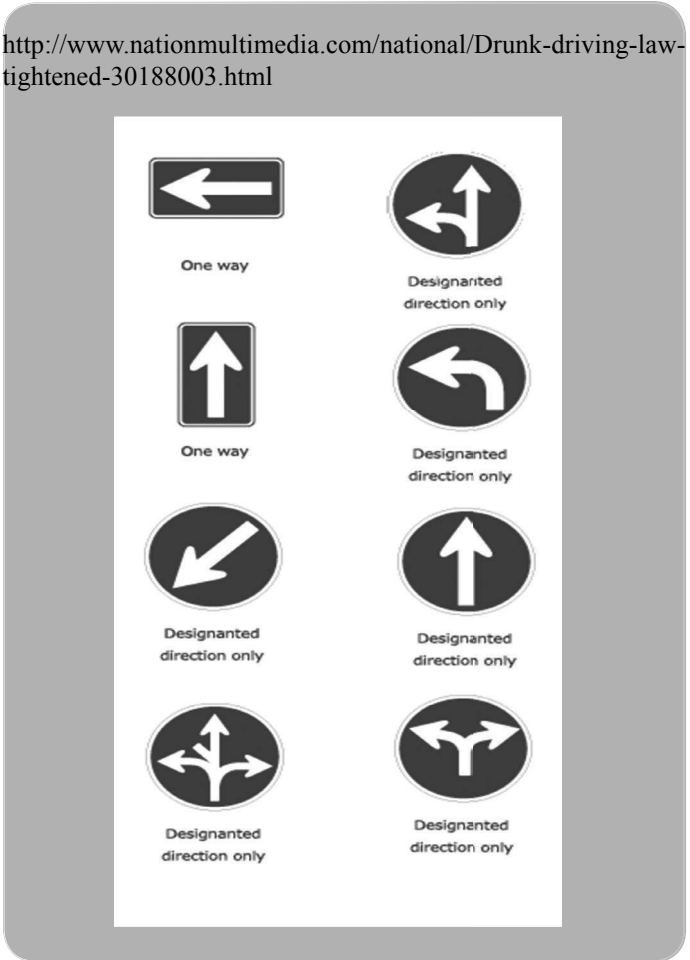 http://www.nationmultimedia.com/national/Drunk-driving-law-
tightened-30188003.html
One way
Designanted
direction only
One way
Designanted
direction only
Designanted
direction only
Designanted
direction only
Designanted
direction only
Designanted
direction only